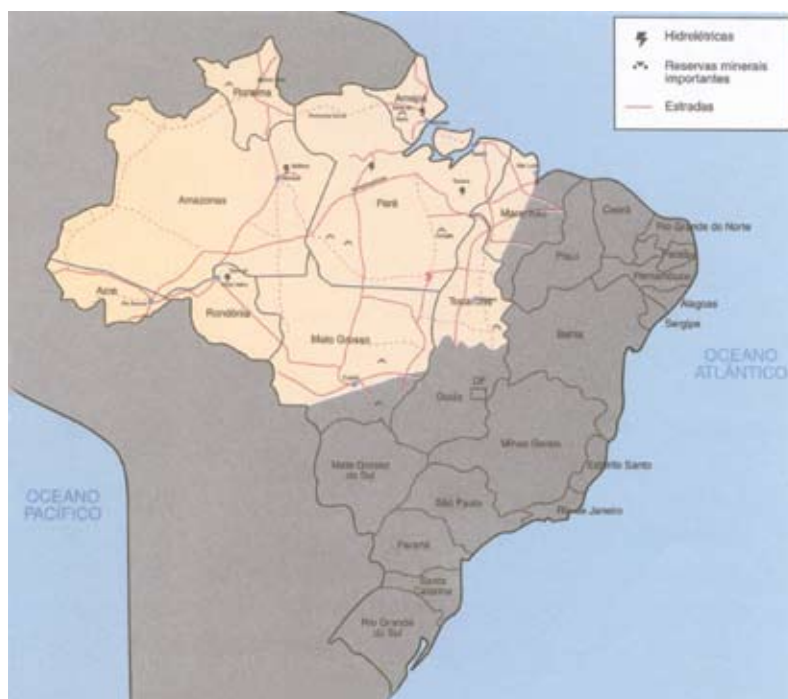 Hidrelétricas
Reservas minerais
importantes
Estradas
Roraima
Amapá
Amazonas
Pará
Maranhão
Ceará
Rio Grande do Norte
Paraíba
Piauí
Pernambuco
Acre
Tocantins
Alagoas
Sergipe
Rondônia
Mato Grosso
Bahia
OCEANO
ATLÂNTICO
Goiás
DF
Minas Gerais
Mato Grosso
do Sul
Espírito Santo
OCEANO
PACÍFICO
São Paulo
Rio de Janeiro
Paraná
Santa
Catarina
Rio Grande
do Sul